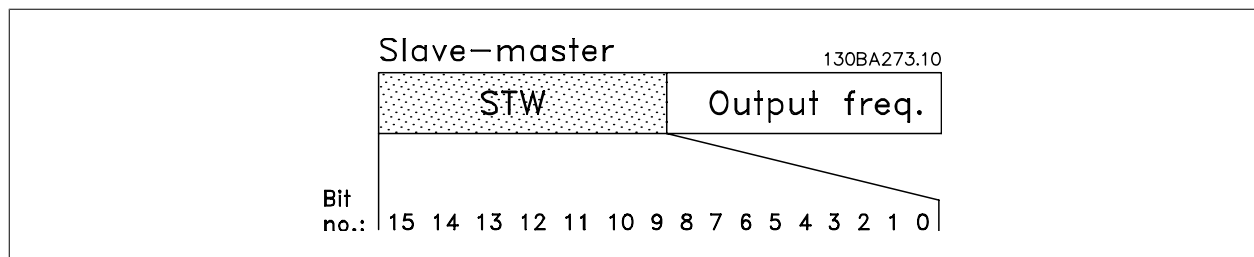 Slave-master
130BA273.10
STW
Output freq.
Bit
no.: 15 14 13 12 11 10 9 8 7 6 5 4 3 2 1 0